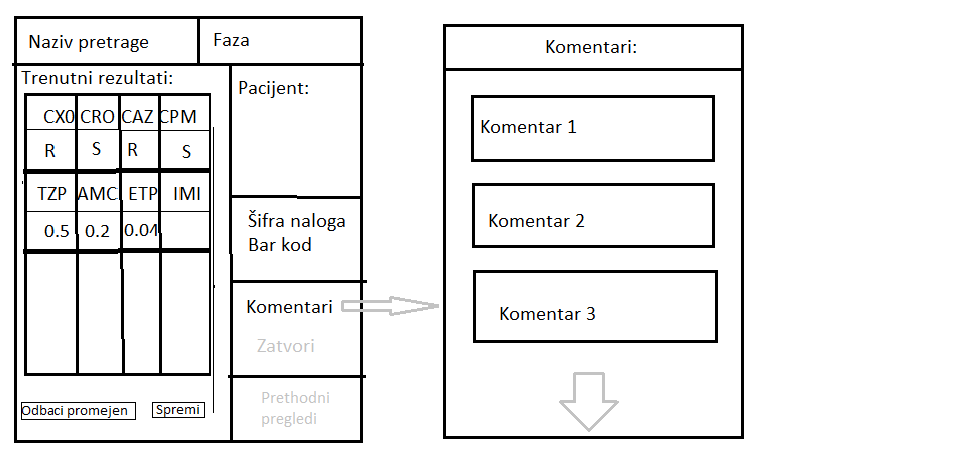 Naziv pretrage
Faza
Trenutni rezultati:
CX0 CRO CAZ CPM
R S R S
TZP AMC ETP IMI
0.5 0.2 0.04
Odbaci promejen
Spremi
Pacijent:
Šifra naloga
Bar kod
Komentari
Zatvori
Prethodni
pregledi
Komentari:
Komentar 1
Komentar 2
Komentar 3